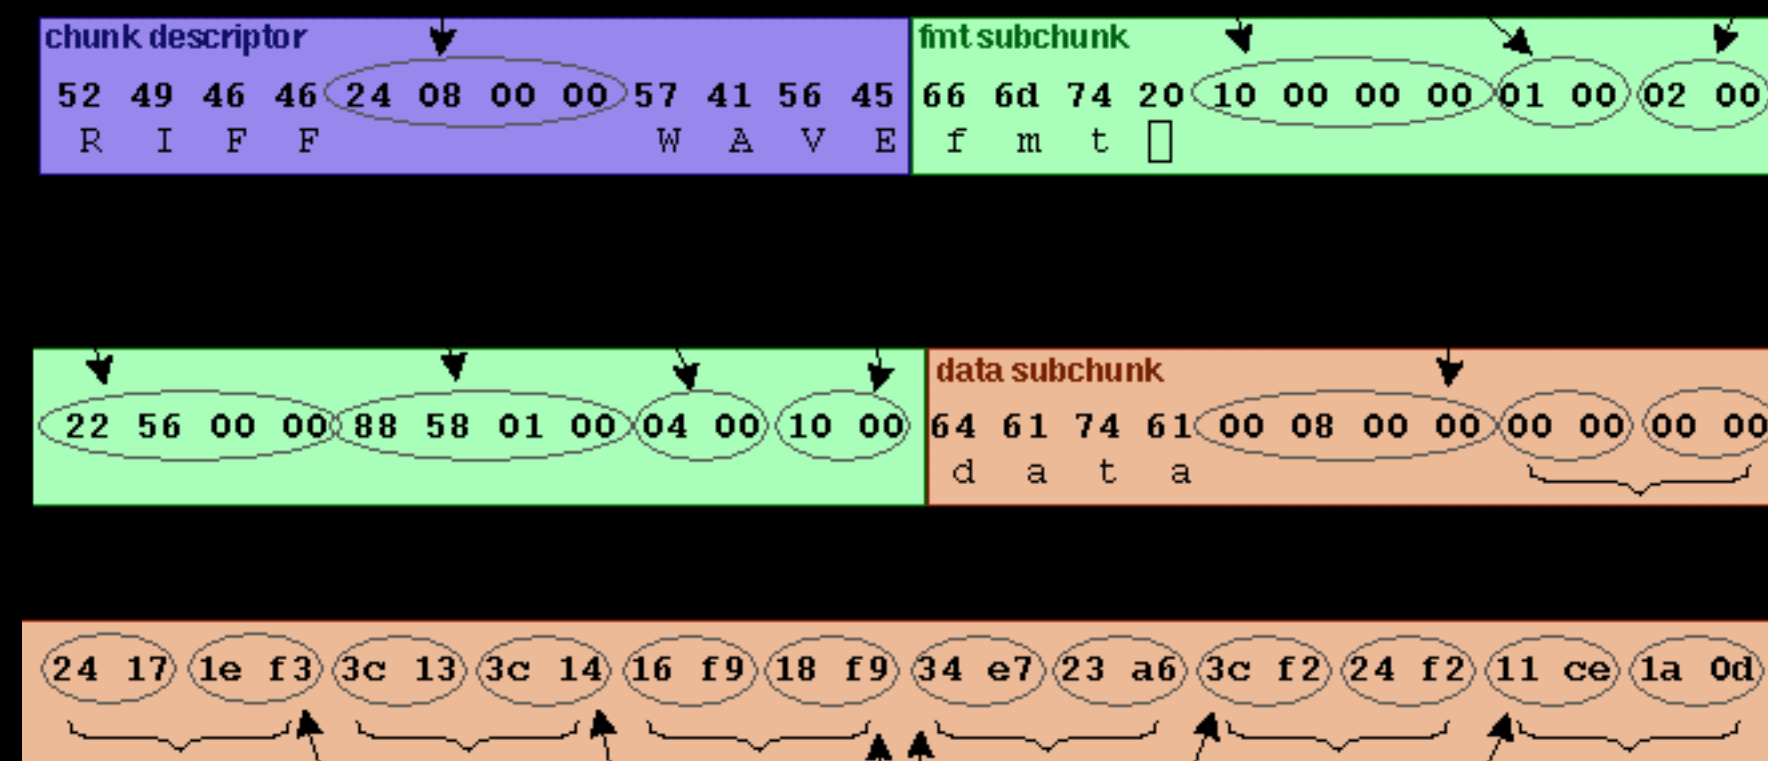 chunk descriptor fmt subchunk
52 49 46 46 24 08 00 00 57 41 56 45 66 6d 74 20 10 00 00 00 01 00 02 00
R I F F W A V E f m t
data subchunk
22 56 00 00 88 58 01 00 04 00 10 00 64 61 74 61 00 08 00 00 00 00 00 00
d a t a
24 17 1e f3 3c 13 3c 14 16 f9 18 f9 34 e7 23 a6 3c f2 24 f2 11 ce 1a 0d